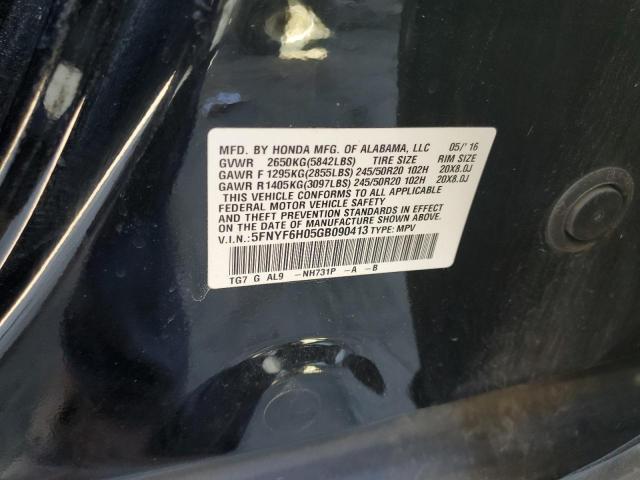 MFD. BY HONDA MFG. OF ALABAMA, LLC 05/'16
GVWR 2650KG(5842LBS) TIRE SIZE RIM SIZE
GAWR F 1295KG(2855LBS) 245/50R20 102H 20X8.0J
GAWR R 1405KG(3097LBS) 245/50R20 102H 20X8.0J
THIS VEHICLE CONFORMS TO ALL APPLICABLE
FEDERAL MOTOR VEHICLE SAFETY AND
THEFT PREVENTION STANDARDS IN EFFECT
ON THE DATE OF MANUFACTURE SHOWN ABOVE.
V.I.N.: 5FNYF6H05GB090413 TYPE: MPV
TG7 G AL9 -NH731P -A -B